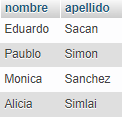 nombre apellido
Eduardo Sacan
Paublo Simon
Monica Sanchez
Alicia Simlai